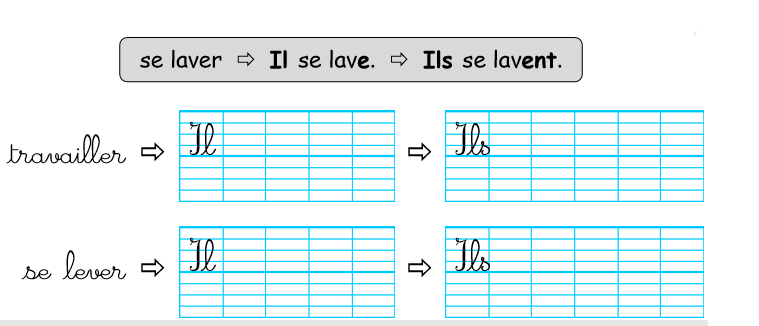 se laver ⇨ Il se lave. ⇨ Ils se lavent.
travailler ⇨ Il ⇨ Ils
se lever ⇨ Il ⇨ Ils